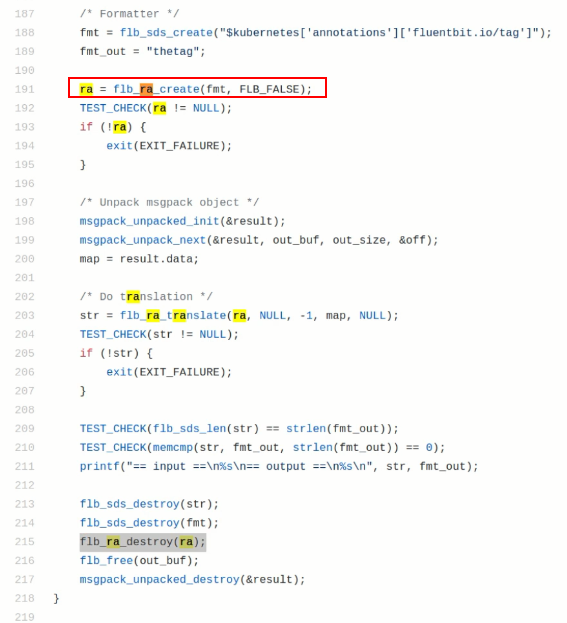 187 /* Formatter */
188 fmt = flb_sds_create("$kubernetes['annotations']['fluentbit.io/tag']");
189 fmt_out = "thetag";
190
191 ra = flb_ra_create(fmt, FLB_FALSE);
192 TEST_CHECK(ra != NULL);
193 if (!ra) {
194 exit(EXIT_FAILURE);
195 }
196
197 /* Unpack msgpack object */
198 msgpack_unpacked_init(&result);
199 msgpack_unpack_next(&result, out_buf, out_size, &off);
200 map = result.data;
201
202 /* Do translation */
203 str = flb_ra_translate(ra, NULL, -1, map, NULL);
204 TEST_CHECK(str != NULL);
205 if (!str) {
206 exit(EXIT_FAILURE);
207 }
208
209 TEST_CHECK(flb_sds_len(str) == strlen(fmt_out));
210 TEST_CHECK(memcmp(str, fmt_out, strlen(fmt_out)) == 0);
211 printf("== input ==\n%s\n== output ==\n%s\n", str, fmt_out);
212
213 flb_sds_destroy(str);
214 flb_sds_destroy(fmt);
215 flb_ra_destroy(ra);
216 flb_free(out_buf);
217 msgpack_unpacked_destroy(&result);
218 }
219